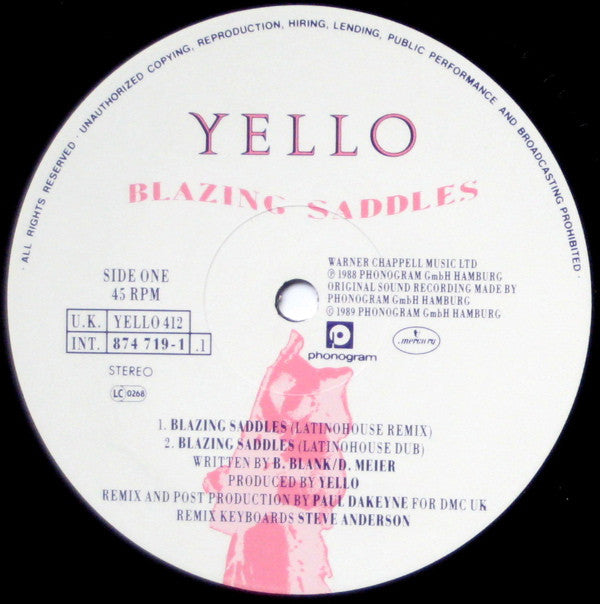 · ALL RIGHTS RESERVED · UNAUTHORIZED COPYING, REPRODUCTION, HIRING, LENDING, PUBLIC PERFORMANCE AND BROADCASTING PROHIBITED ·
YELLO
BLAZING SADDLES
SIDE ONE
45 RPM
U.K. YELLO 412
INT. 874 719-1 .1
STEREO
LC 0268
WARNER CHAPPELL MUSIC LTD
℗ 1988 PHONOGRAM GmbH HAMBURG
ORIGINAL SOUND RECORDING MADE BY
PHONOGRAM GmbH HAMBURG
© 1989 PHONOGRAM GmbH HAMBURG
p
phonogram
mercury
1. BLAZING SADDLES (LATINOHOUSE REMIX)
2. BLAZING SADDLES (LATINOHOUSE DUB)
WRITTEN BY B. BLANK/D. MEIER
PRODUCED BY YELLO
REMIX AND POST PRODUCTION BY PAUL DAKEYNE FOR DMC UK
REMIX KEYBOARDS STEVE ANDERSON